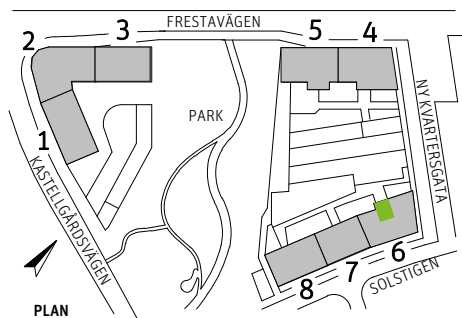 FRESTAVÄGEN
2
3
5
4
1
PARK
KASTELLGÅRDSVÄGEN
NY KVARTERSGATA
6
7
8
SOLSTIGEN
PLAN